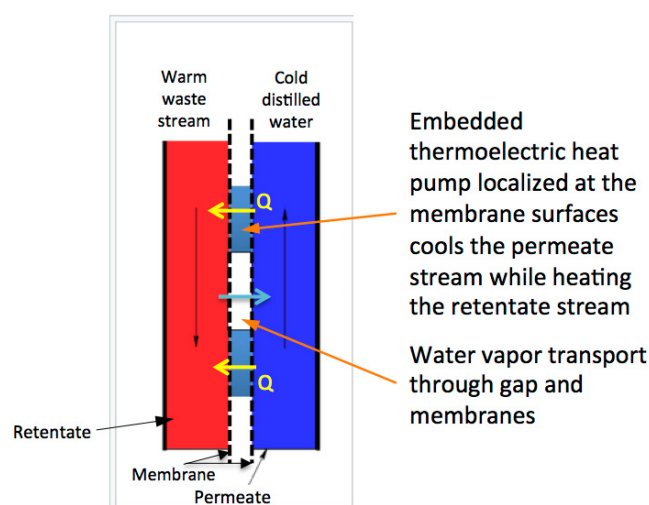 Warm
waste
stream
Cold
distilled
water
Q
Q
Retentate
Membrane
Permeate
Embedded
thermoelectric heat
pump localized at the
membrane surfaces
cools the permeate
stream while heating
the retentate stream
Water vapor transport
through gap and
membranes